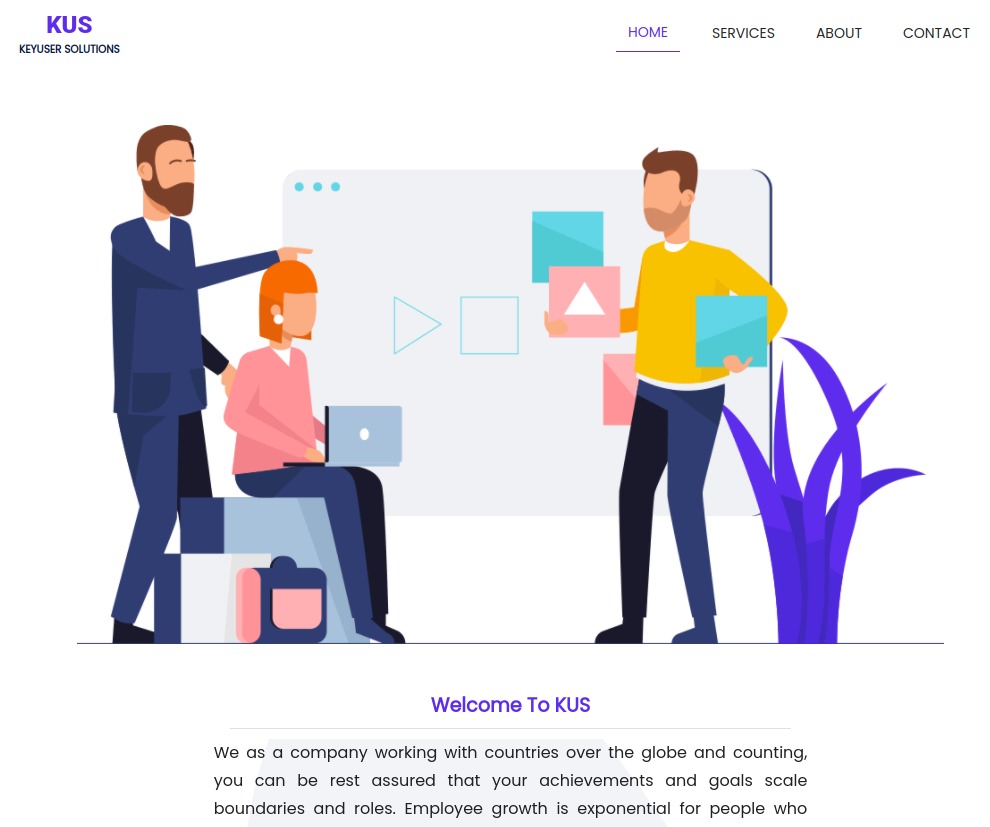 KUS
KEYUSER SOLUTIONS
HOME SERVICES ABOUT CONTACT
Welcome To KUS
We as a company working with countries over the globe and counting,
you can be rest assured that your achievements and goals scale
boundaries and roles. Employee growth is exponential for people who